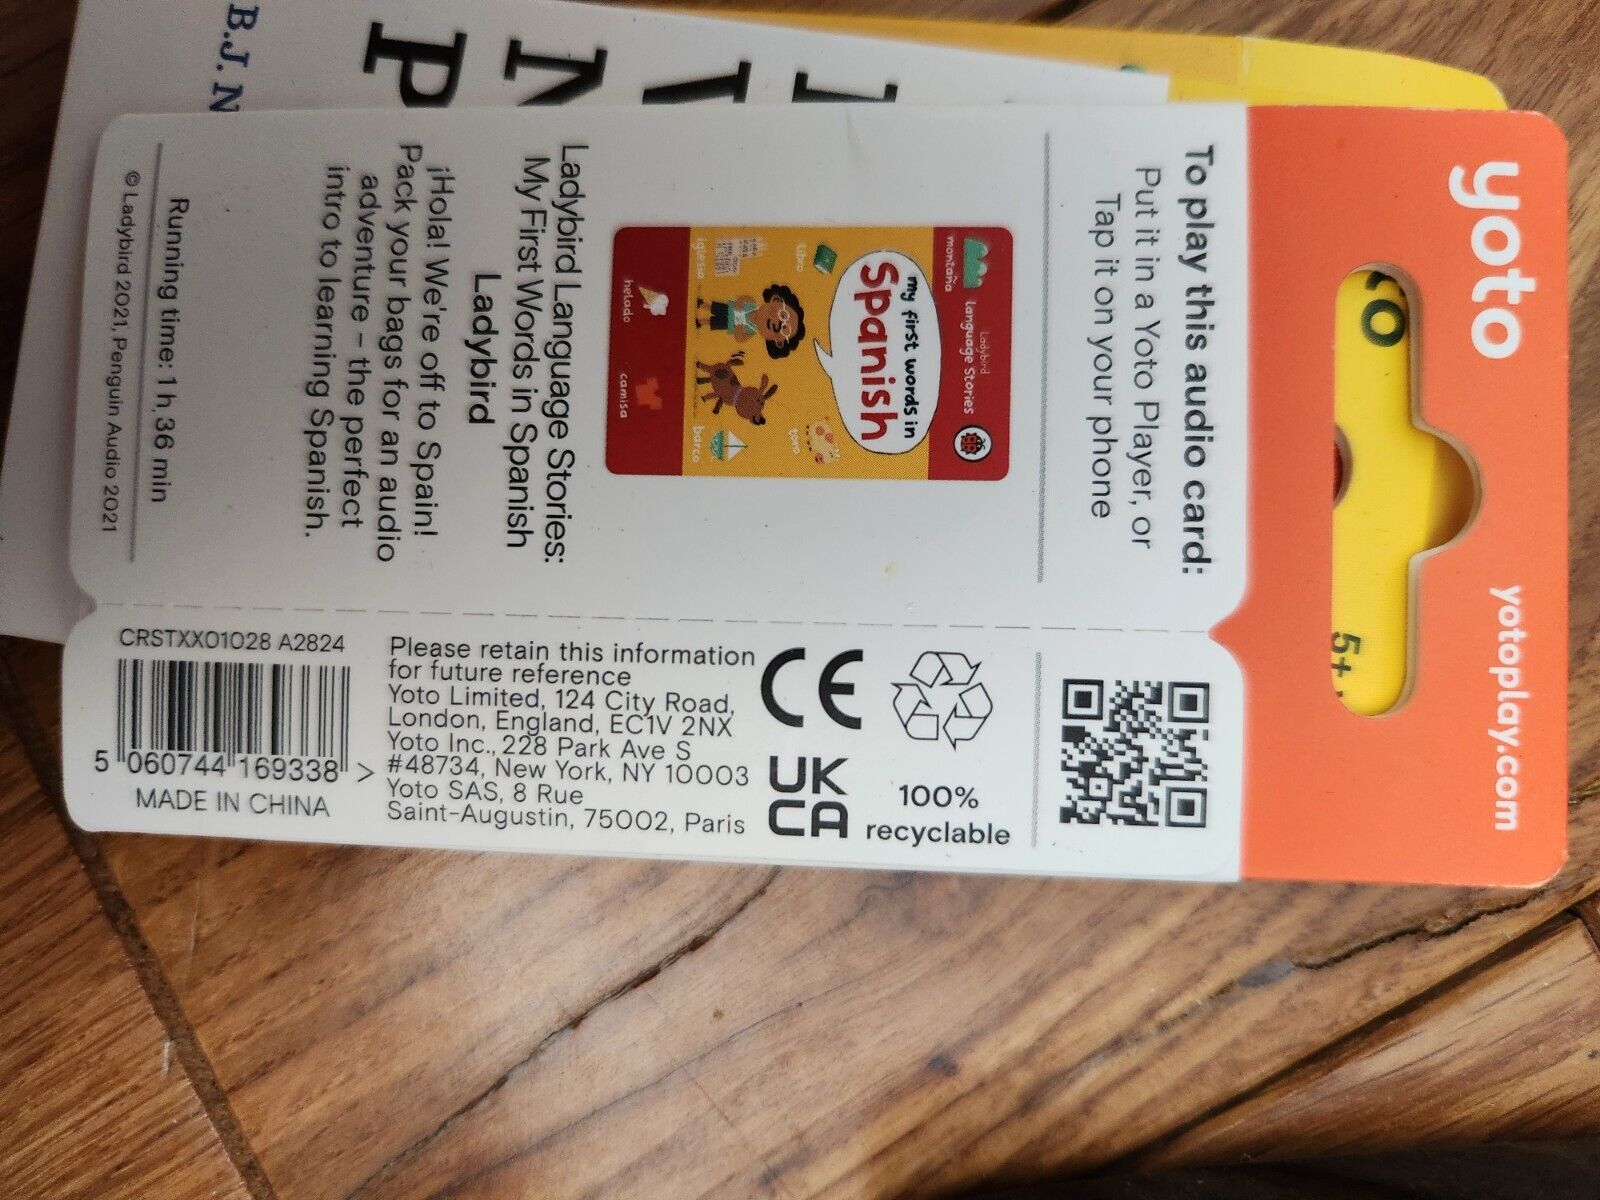 yoto
yotoplay.com
To play this audio card:
Put it in a Yoto Player, or
Tap it on your phone
Ladybird
Language Stories
montaña
my first words in
Spanish
libro
toro
iglesia
barco
helado
camisa
Ladybird Language Stories:
My First Words in Spanish
Ladybird
¡Hola! We're off to Spain!
Pack your bags for an audio
adventure – the perfect
intro to learning Spanish.
Running time: 1 h, 36 min
© Ladybird 2021, Penguin Audio 2021
100%
recyclable
CE
UK
CA
Please retain this information
for future reference
Yoto Limited, 124 City Road,
London, England, EC1V 2NX
Yoto Inc., 228 Park Ave S
#48734, New York, NY 10003
Yoto SAS, 8 Rue
Saint-Augustin, 75002, Paris
CRSTXX01028 A2824
5 060744 169338 >
MADE IN CHINA
5+
B.J. N